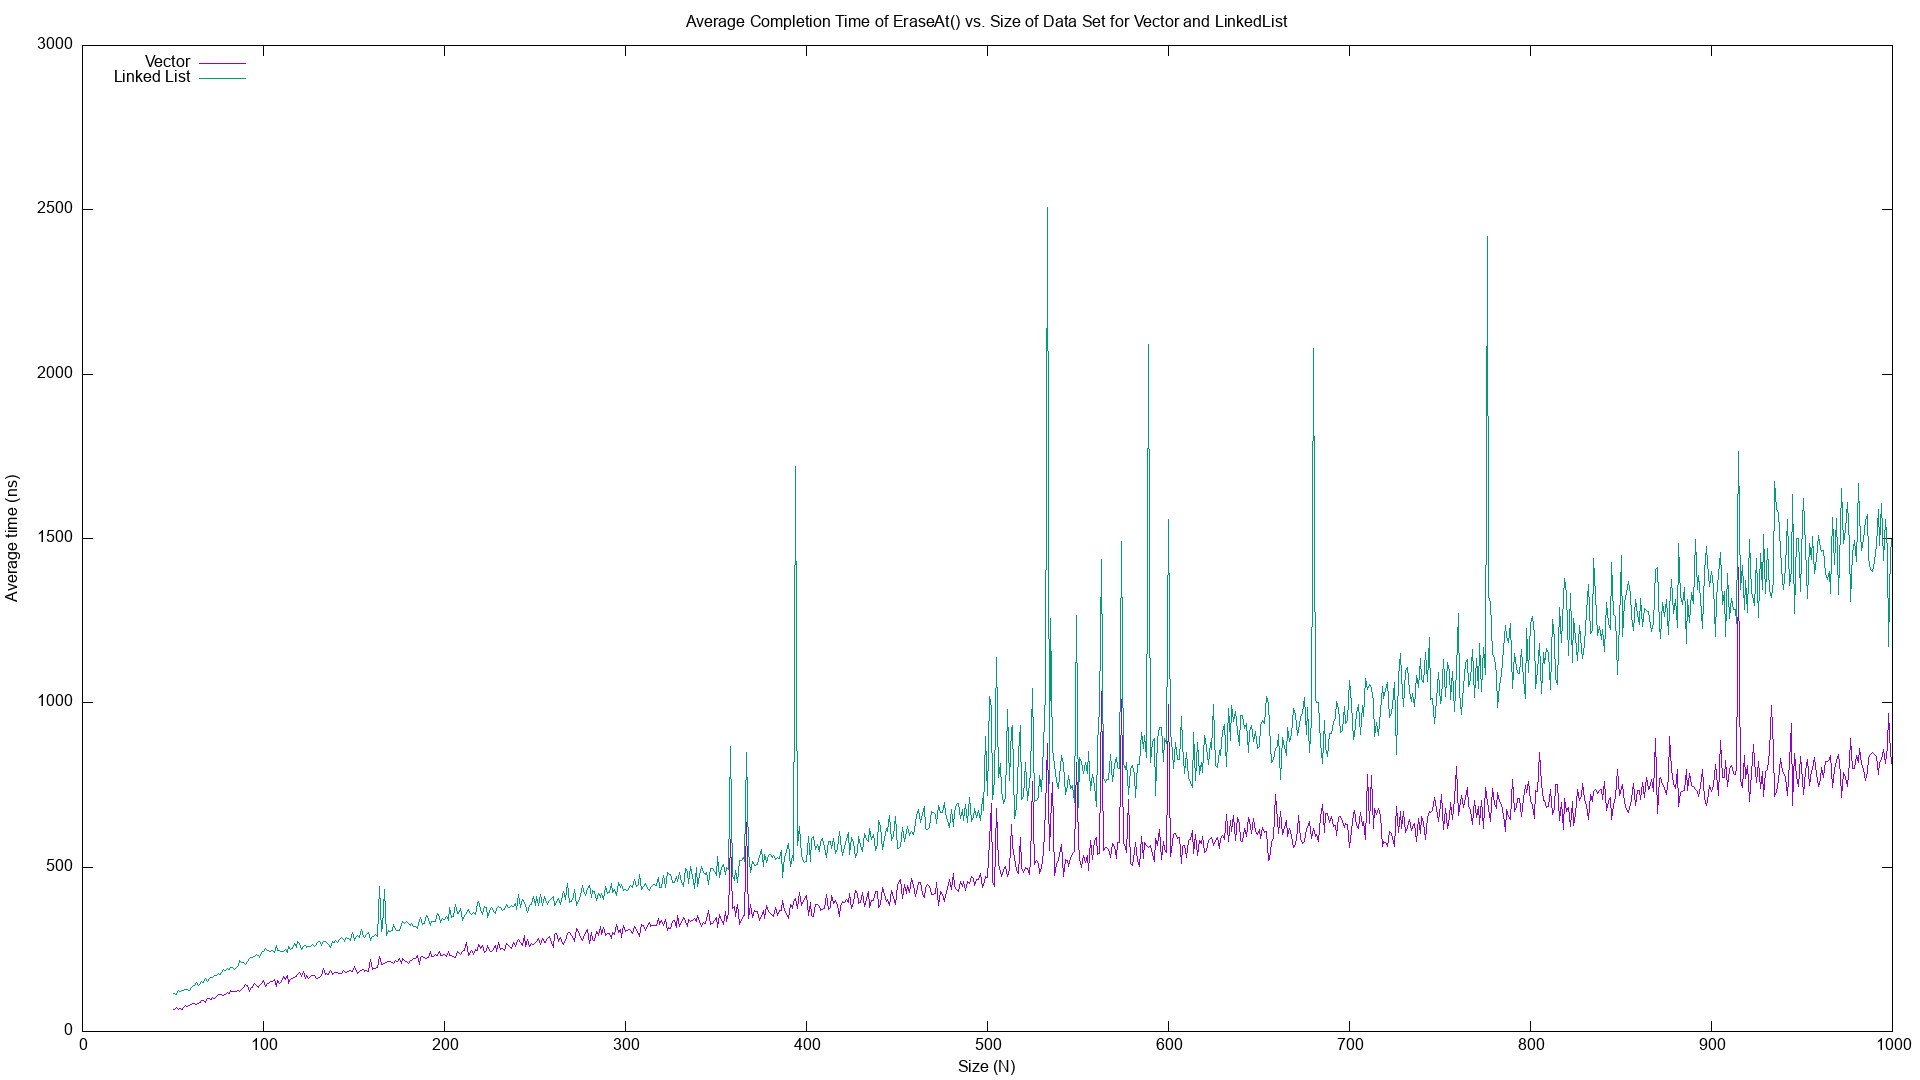 Average Completion Time of EraseAt() vs. Size of Data Set for Vector and LinkedList
3000
Vector
Linked List
2500
2000
1500
Average time (ns)
1000
500
0
0 100 200 300 400 500 600 700 800 900 1000
Size (N)